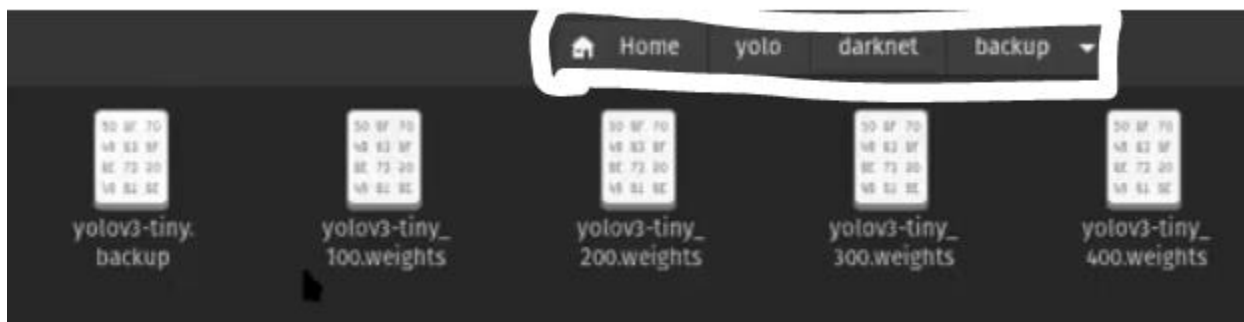 Home yolo darknet backup
yolov3-tiny.
backup
yolov3-tiny_
100.weights
yolov3-tiny_
200.weights
yolov3-tiny_
300.weights
yolov3-tiny_
400.weights